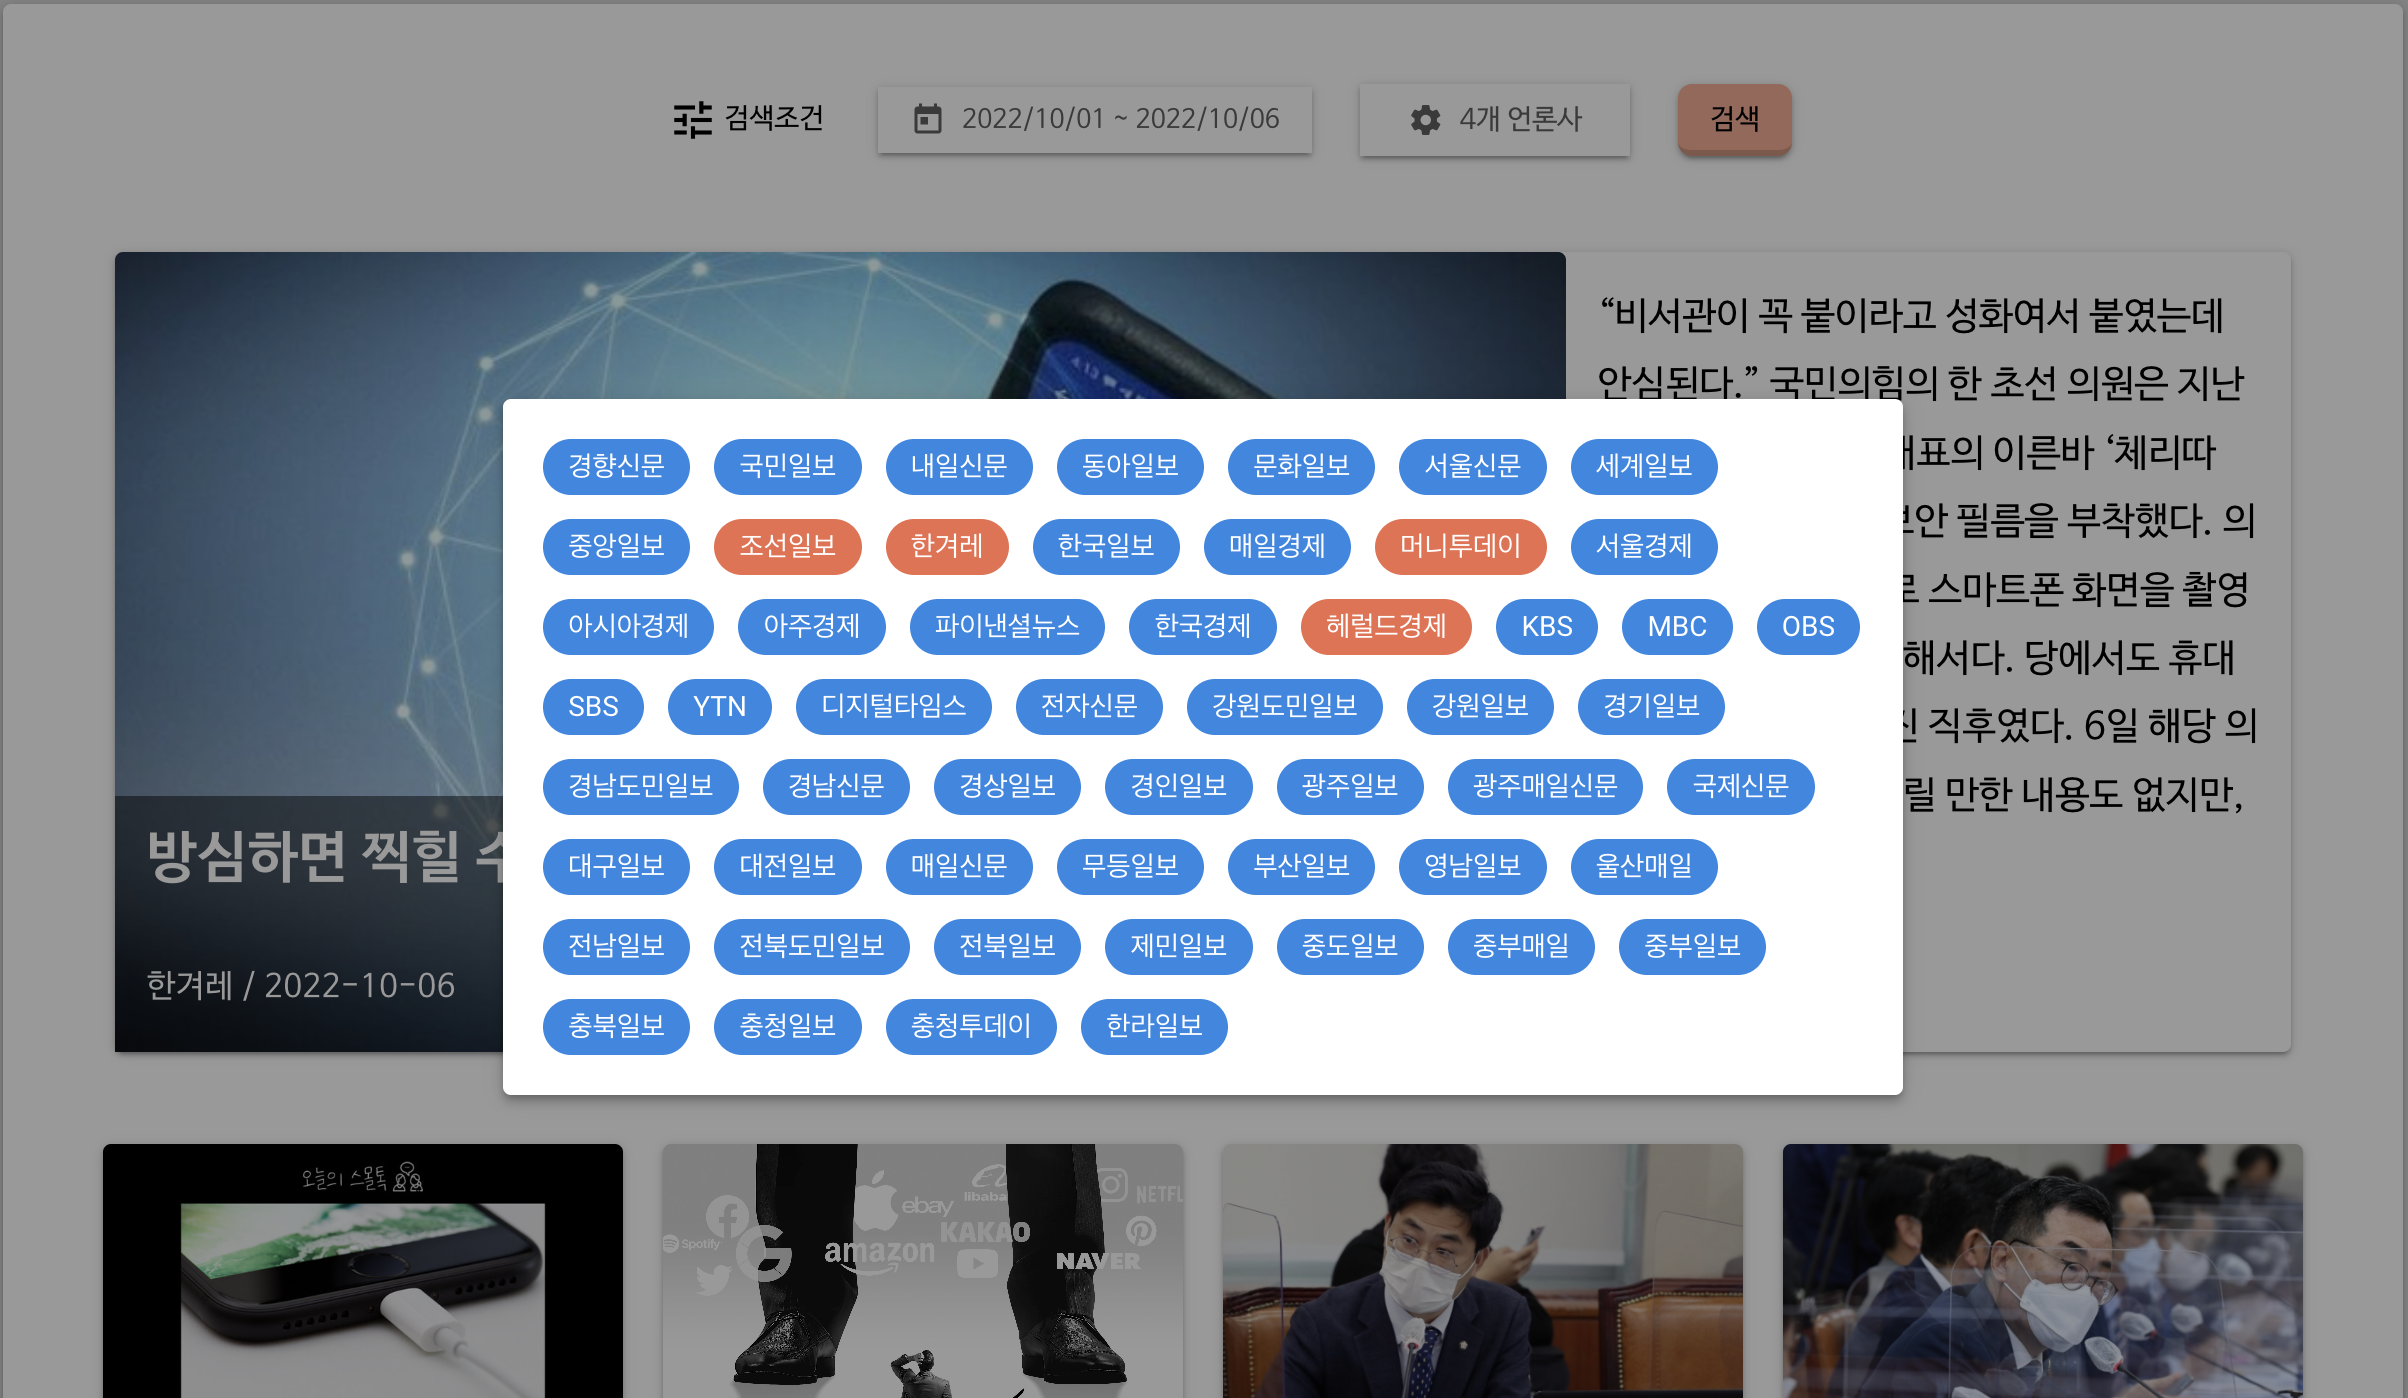 검색조건
2022/10/01 ~ 2022/10/06
4개 언론사
검색
“비서관이 꼭 붙이라고 성화여서 붙였는데
안심된다.” 국민의힘의 한 초선 의원은 지난
대표의 이른바 ‘체리따
보안 필름을 부착했다. 의
로 스마트폰 화면을 촬영
해서다. 당에서도 휴대
진 직후였다. 6일 해당 의
릴 만한 내용도 없지만,
방심하면 찍힐 수
한겨레 / 2022-10-06
경향신문 국민일보 내일신문 동아일보 문화일보 서울신문 세계일보
중앙일보 조선일보 한겨레 한국일보 매일경제 머니투데이 서울경제
아시아경제 아주경제 파이낸셜뉴스 한국경제 헤럴드경제 KBS MBC OBS
SBS YTN 디지털타임스 전자신문 강원도민일보 강원일보 경기일보
경남도민일보 경남신문 경상일보 경인일보 광주일보 광주매일신문 국제신문
대구일보 대전일보 매일신문 무등일보 부산일보 영남일보 울산매일
전남일보 전북도민일보 전북일보 제민일보 중도일보 중부매일 중부일보
충북일보 충청일보 충청투데이 한라일보
오늘의 스몰톡
libaba
NETFL
ebay
KAKAO
Spotify
amazon
NAVER